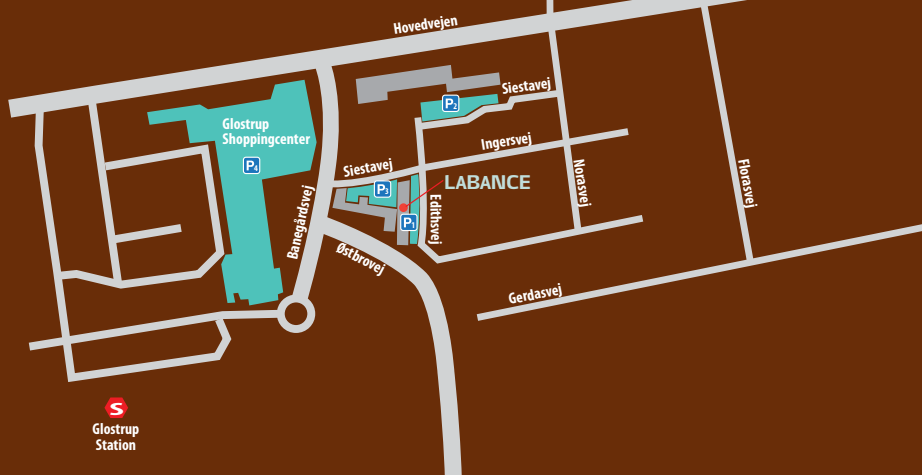 Hovedvejen
Siestavej
P2
Glostrup
Shoppingcenter
Ingersvej
P4
Siestavej
Norasvej
Florasvej
P3
LABANCE
Banegårdsvej
Edithsvej
P1
Østbrovej
Gerdasvej
S
Glostrup
Station